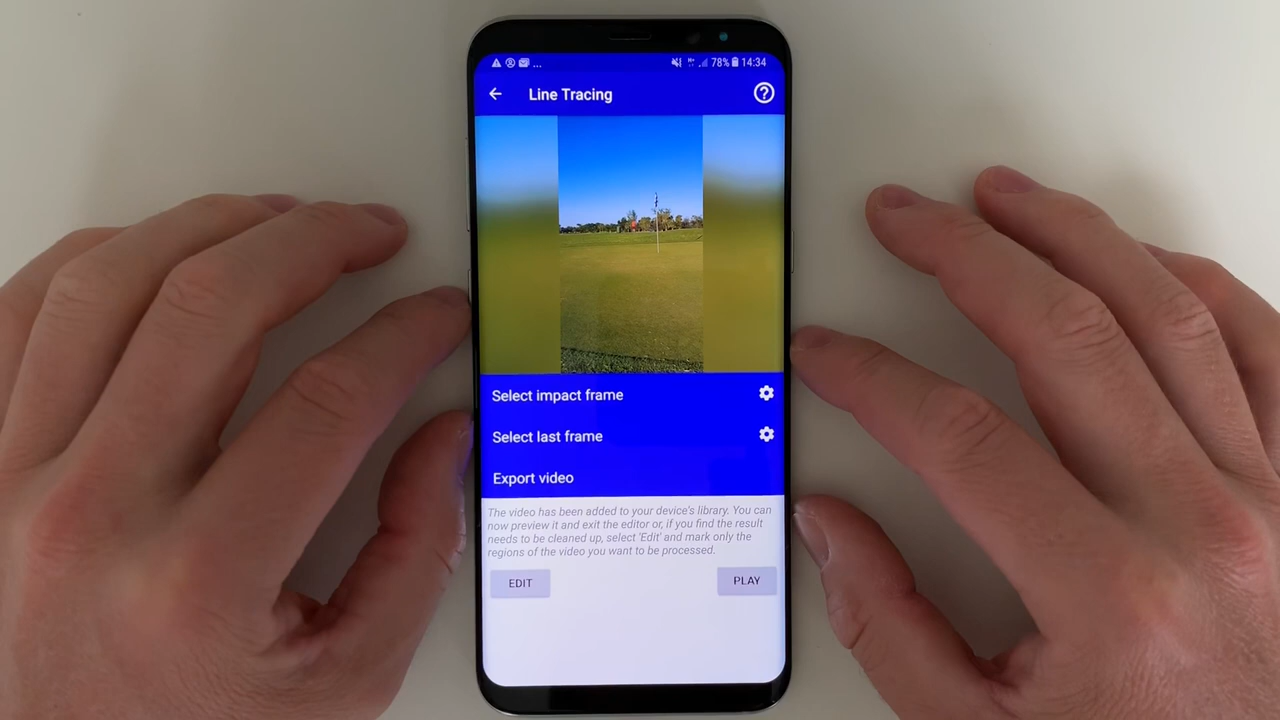 ... 78% 14:34
Line Tracing
Select impact frame
Select last frame
Export video
The video has been added to your device's library. You can
now preview it and exit the editor or, if you find the result
needs to be cleaned up, select 'Edit' and mark only the
regions of the video you want to be processed.
EDIT PLAY